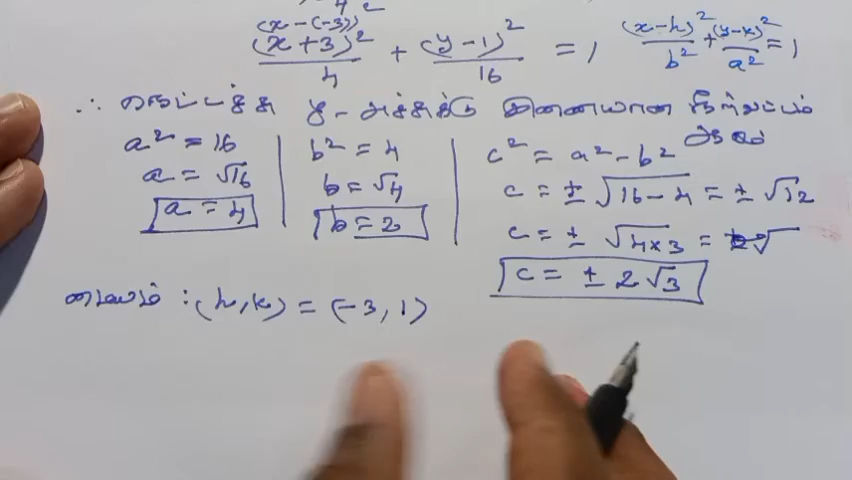 (x - (-3))²
(x + 3)² / 4 + (y - 1)² / 16 = 1 (x - h)² / b² + (y - k)² / a² = 1
∴ நெட்டச்சு y - அச்சுக்கு இணையான நீள்வட்டம்
ஆகும்
a² = 16
a = √16
a = 4
b² = 4
b = √4
b = 2
c² = a² - b²
c = ± √16 - 4 = ± √12
c = ± √4×3 =
c = ± 2√3
மையம் : (h, k) = (-3, 1)